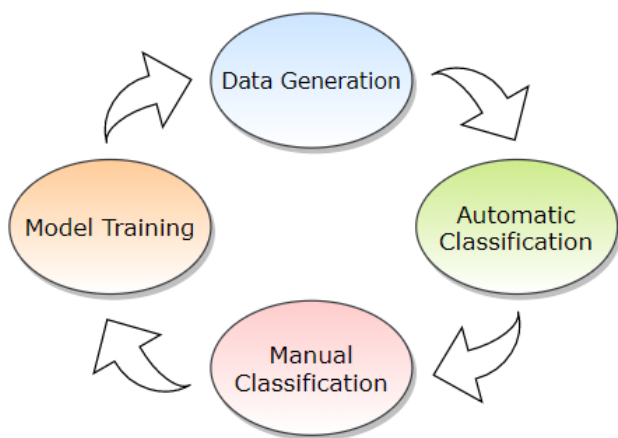 Data Generation
Automatic
Classification
Manual
Classification
Model Training